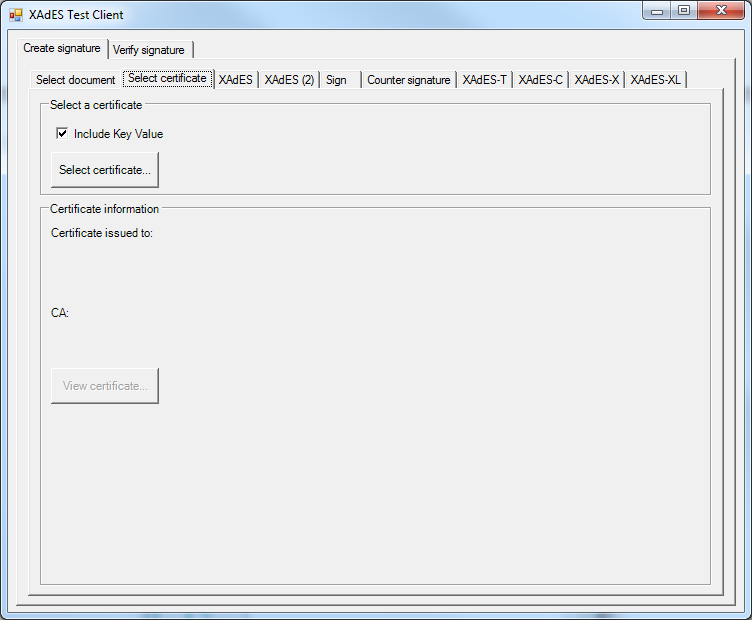 XAdES Test Client
Create signature Verify signature
Select document Select certificate XAdES XAdES (2) Sign Counter signature XAdES-T XAdES-C XAdES-X XAdES-XL
Select a certificate
Include Key Value
Select certificate...
Certificate information
Certificate issued to:
CA:
View certificate...